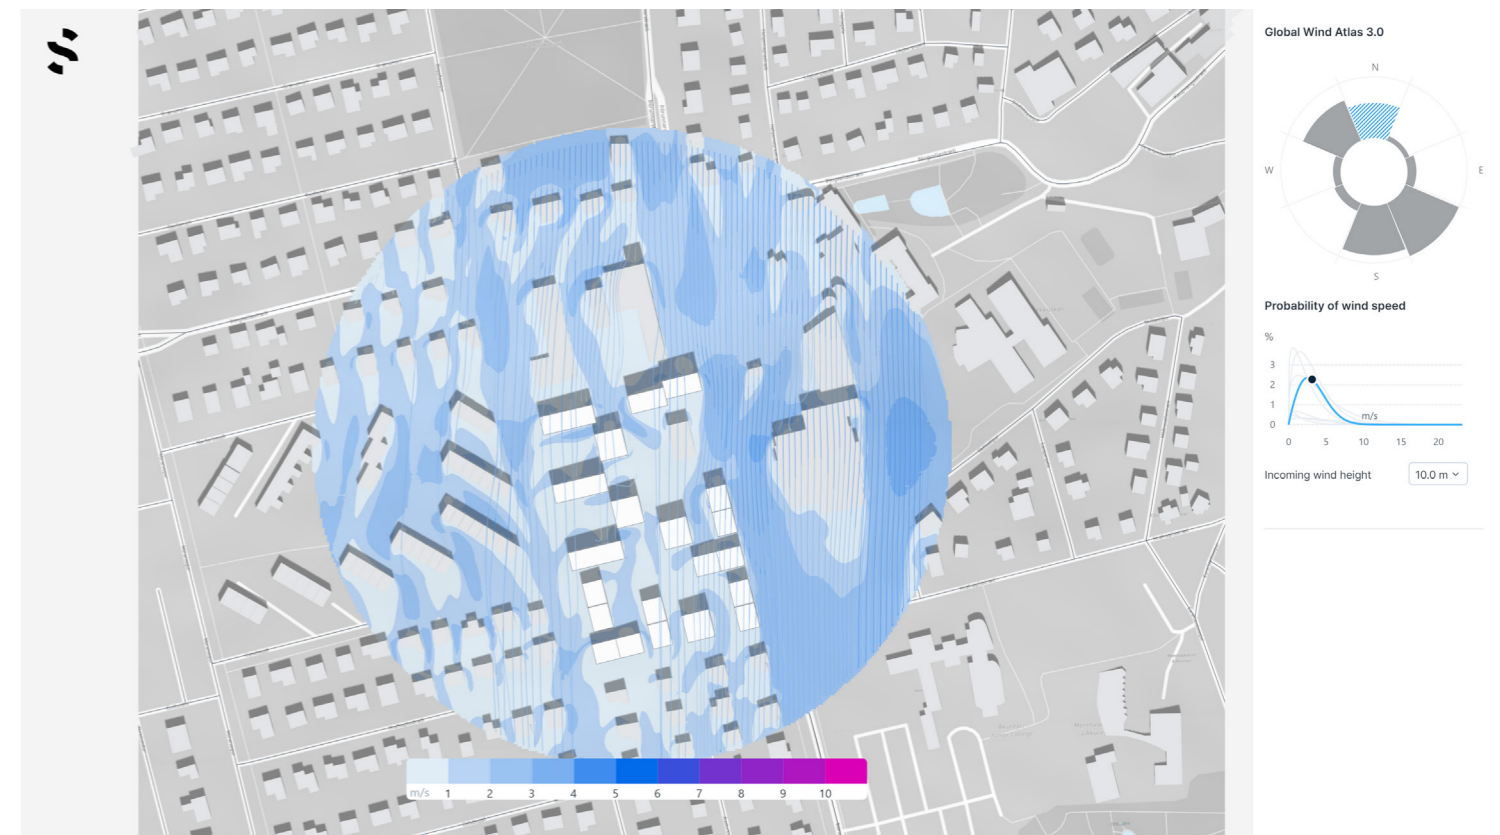 Global Wind Atlas 3.0
N
W
E
S
Probability of wind speed
%
3
2
1
0
m/s
0 5 10 15 20
Incoming wind height
10.0 m
m/s 1 2 3 4 5 6 7 8 9 10